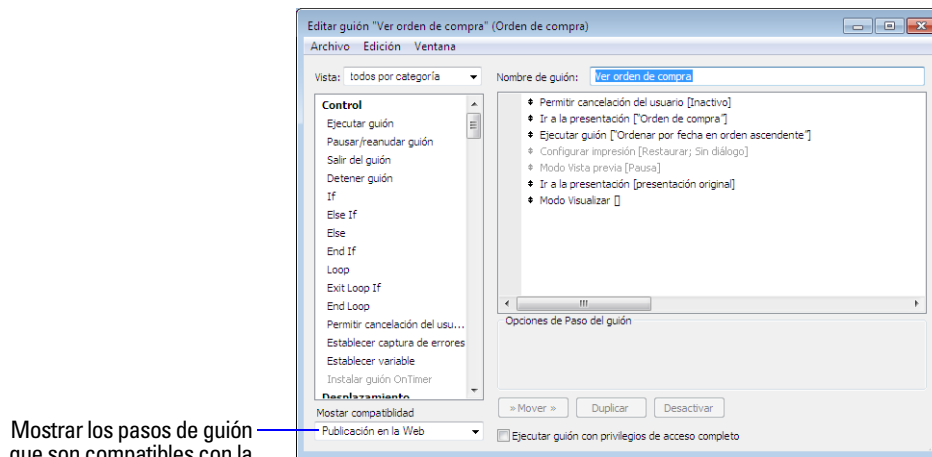 Editar guión "Ver orden de compra" (Orden de compra)
Archivo Edición Ventana
Vista: todos por categoría
Nombre de guión: Ver orden de compra
Control
Ejecutar guión
Pausar/reanudar guión
Salir del guión
Detener guión
If
Else If
Else
End If
Loop
Exit Loop If
End Loop
Permitir cancelación del usu...
Establecer captura de errores
Establecer variable
Instalar guión OnTimer
Desplazamiento
Permitir cancelación del usuario [Inactivo]
Ir a la presentación ["Orden de compra"]
Ejecutar guión ["Ordenar por fecha en orden ascendente"]
Configurar impresión [Restaurar; Sin diálogo]
Modo Vista previa [Pausa]
Ir a la presentación [presentación original]
Modo Visualizar []
Opciones de Paso del guión
» Mover » Duplicar Desactivar
Mostar compatiblidad
Publicación en la Web
Ejecutar guión con privilegios de acceso completo
Mostrar los pasos de guión
que son compatibles con la